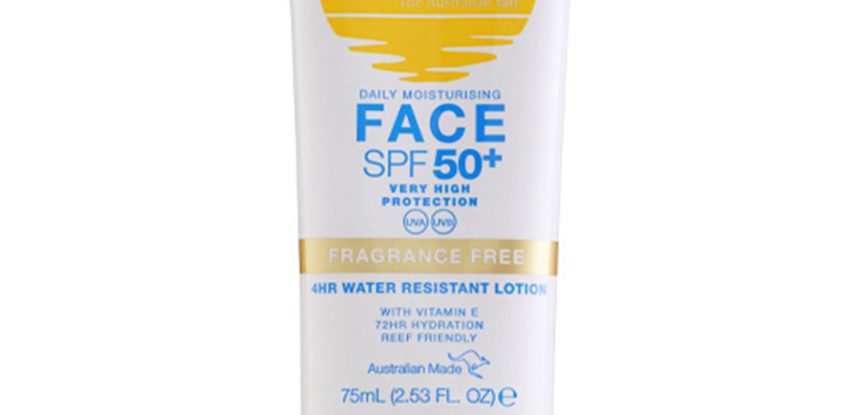 the Australian tan
DAILY MOISTURISING
FACE
SPF 50+
VERY HIGH
PROTECTION
UVA UVB
FRAGRANCE FREE
4HR WATER RESISTANT LOTION
WITH VITAMIN E
72HR HYDRATION
REEF FRIENDLY
Australian Made
75mL (2.53 FL. OZ) ℮